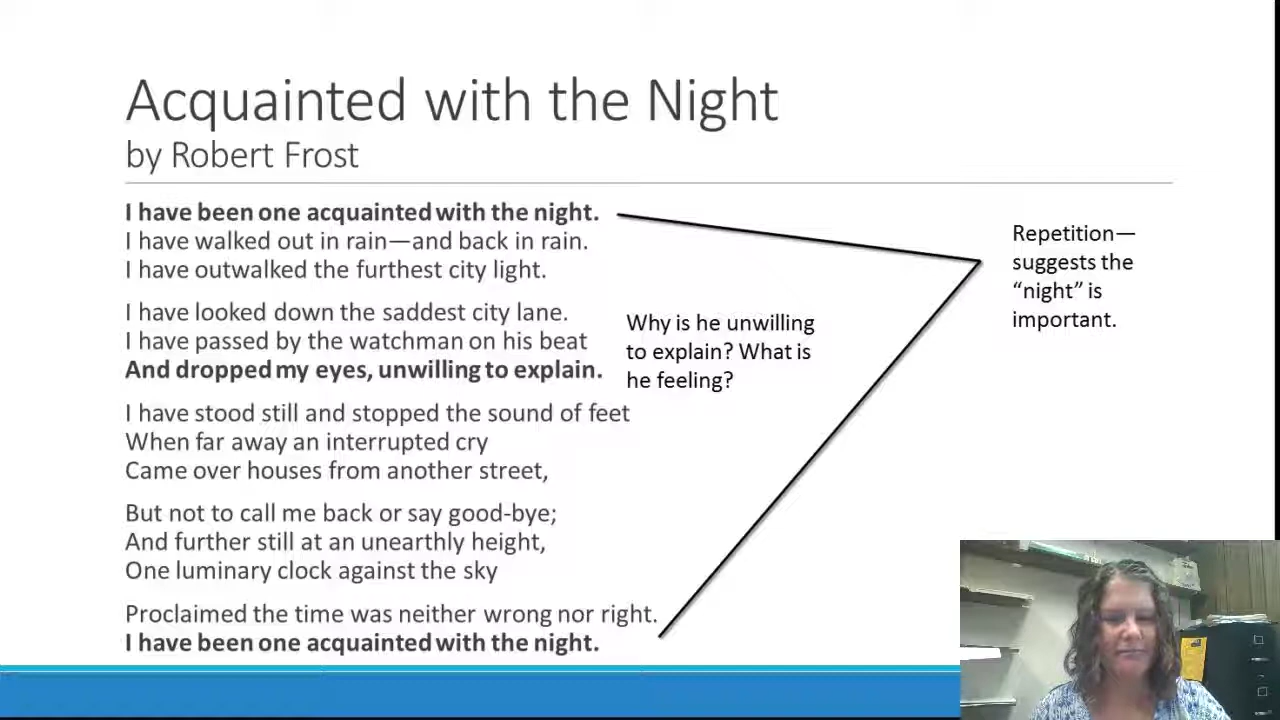 Acquainted with the Night
by Robert Frost
I have been one acquainted with the night.
I have walked out in rain—and back in rain.
I have outwalked the furthest city light.
I have looked down the saddest city lane.
I have passed by the watchman on his beat
And dropped my eyes, unwilling to explain.
I have stood still and stopped the sound of feet
When far away an interrupted cry
Came over houses from another street,
But not to call me back or say good-bye;
And further still at an unearthly height,
One luminary clock against the sky
Proclaimed the time was neither wrong nor right.
I have been one acquainted with the night.
Why is he unwilling
to explain? What is
he feeling?
Repetition—
suggests the
“night” is
important.